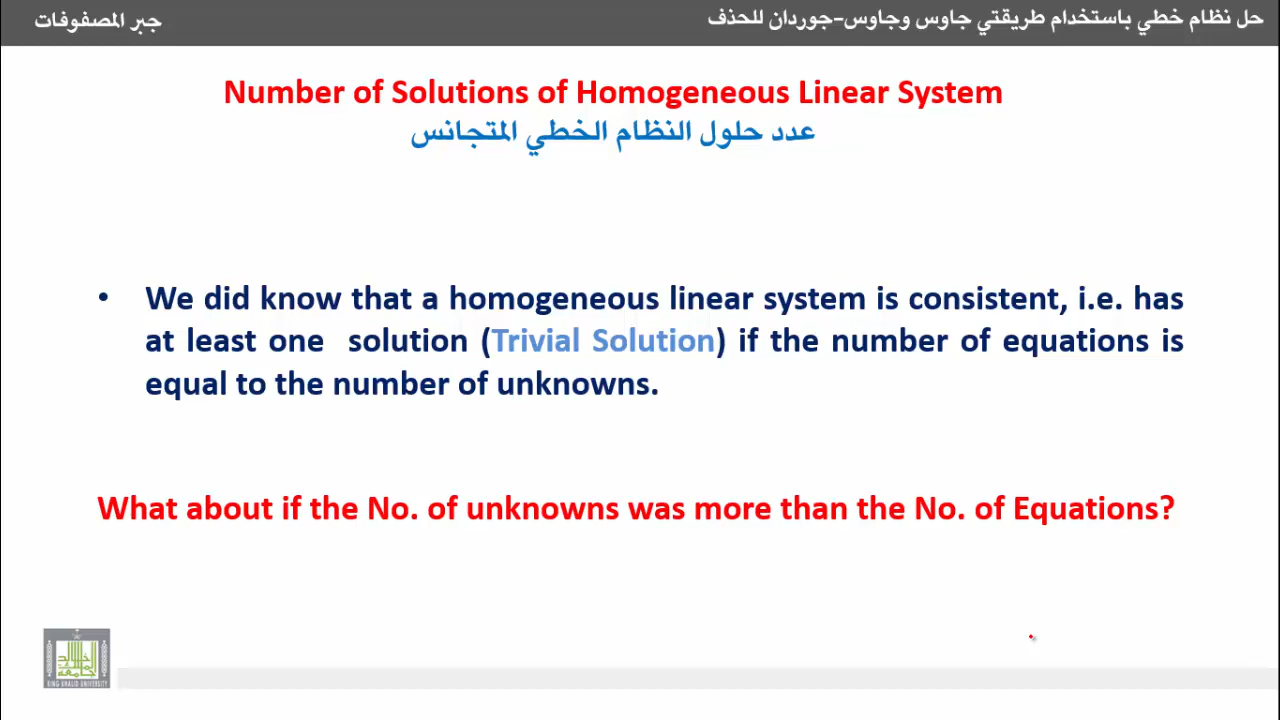 حل نظام خطي باستخدام طريقتي جاوس وجاوس-جوردان للحذف
جبر المصفوفات
Number of Solutions of Homogeneous Linear System
عدد حلول النظام الخطي المتجانس
• We did know that a homogeneous linear system is consistent, i.e. has
at least one solution (Trivial Solution) if the number of equations is
equal to the number of unknowns.
What about if the No. of unknowns was more than the No. of Equations?
KING KHALID UNIVERSITY